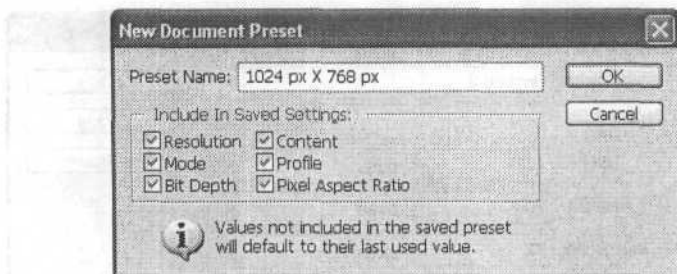 New Document Preset
Preset Name: 1024 px X 768 px
OK
Cancel
Include In Saved Settings:
Resolution Content
Mode Profile
Bit Depth Pixel Aspect Ratio
Values not included in the saved preset
will default to their last used value.